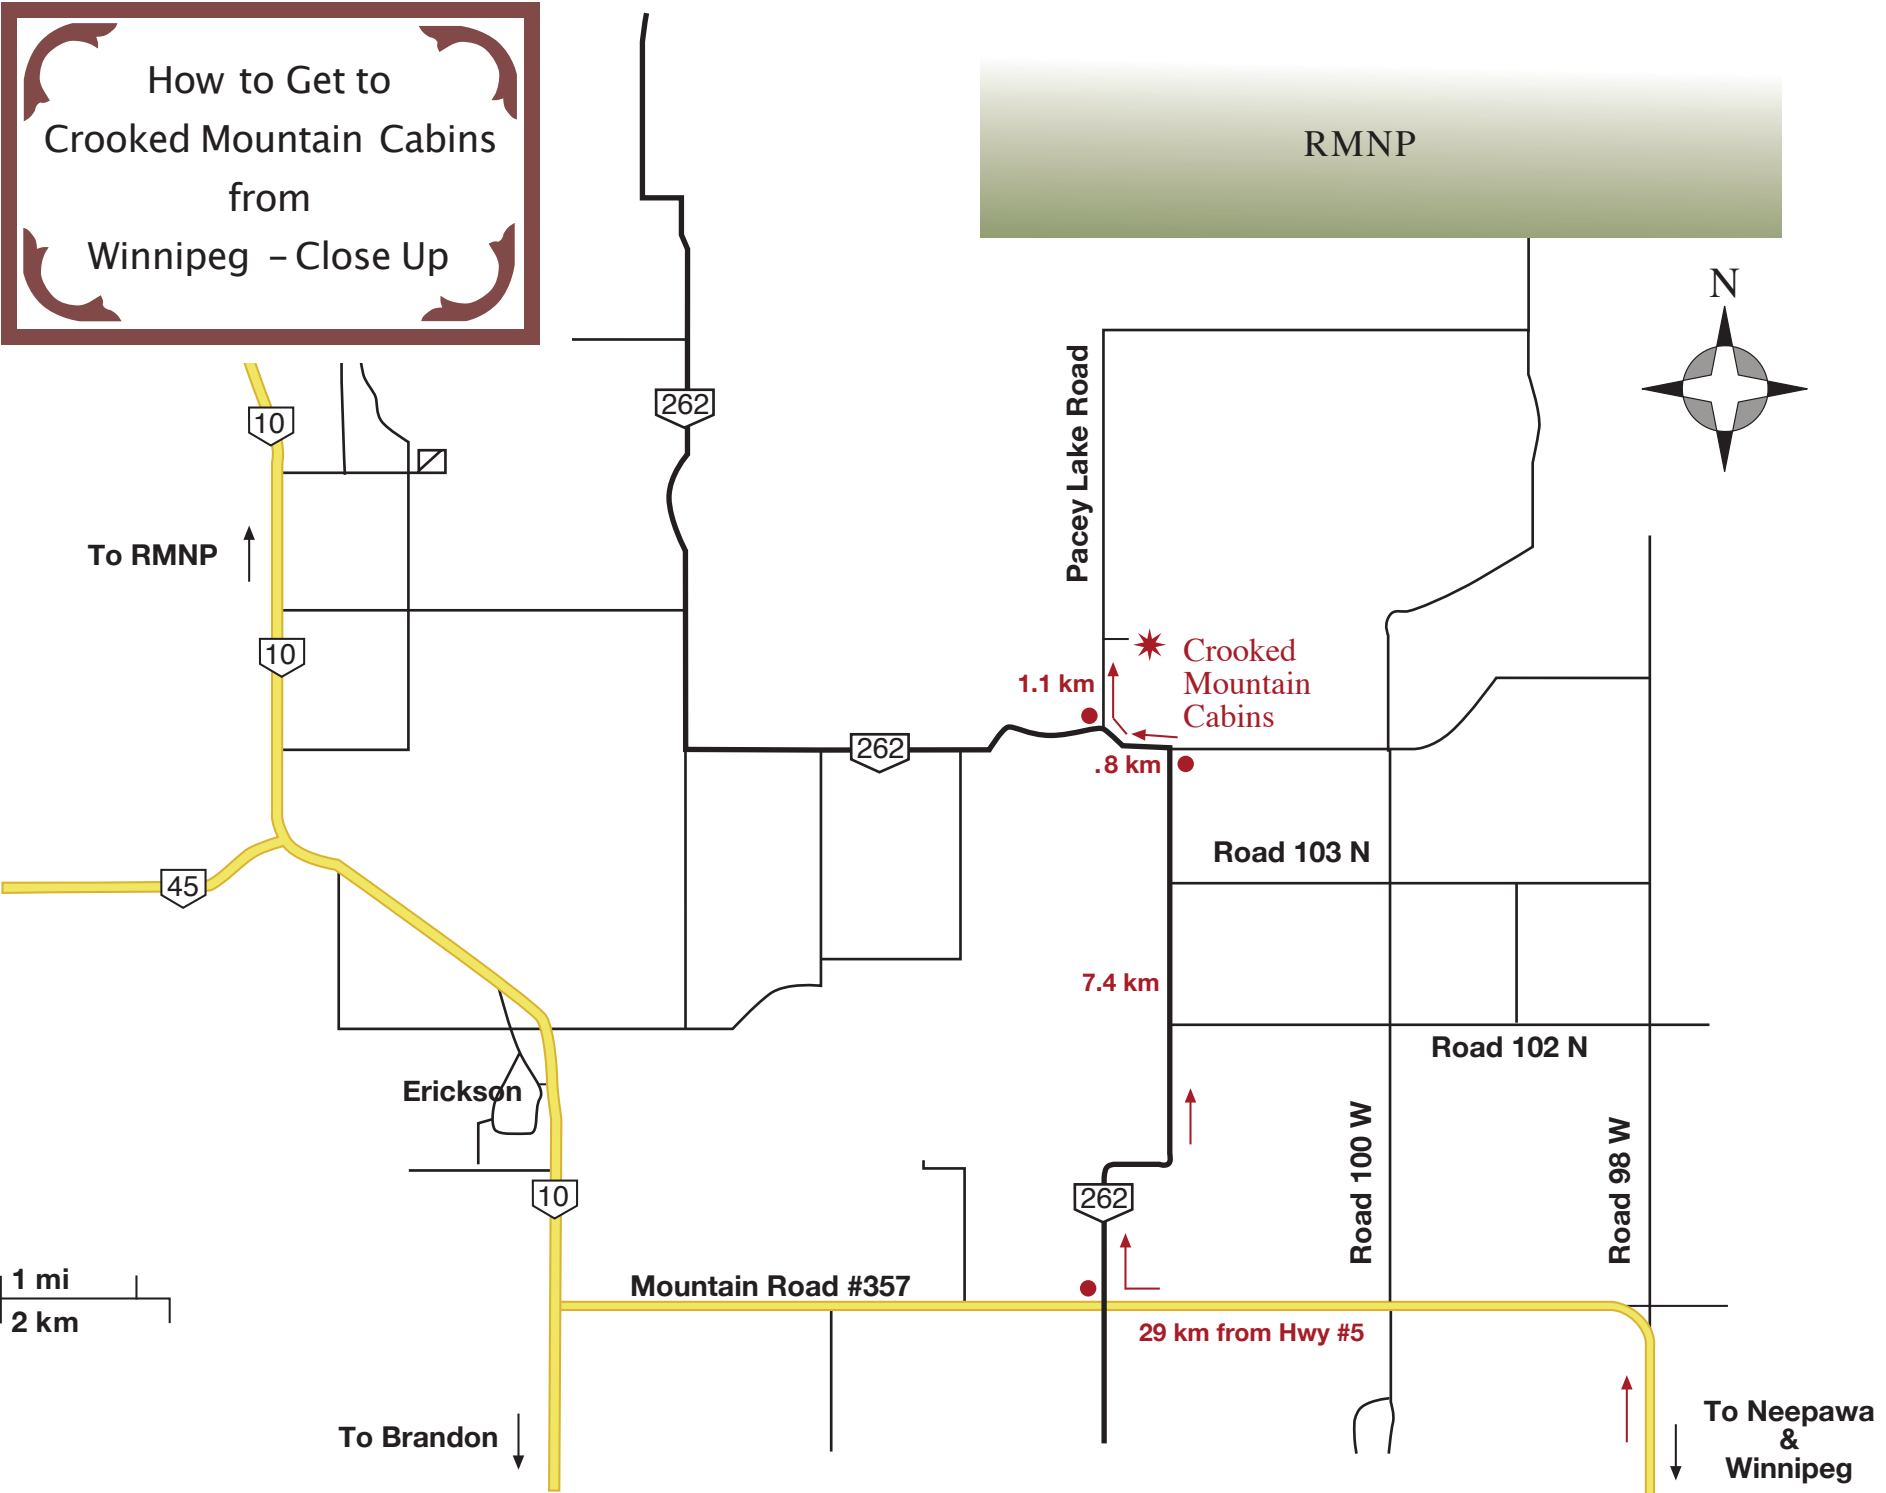 How to Get to
Crooked Mountain Cabins
from
Winnipeg – Close Up
RMNP
N
262
10
Pacey Lake Road
To RMNP
10
Crooked
Mountain
Cabins
1.1 km
262
.8 km
Road 103 N
45
7.4 km
Road 102 N
Erickson
Road 100 W
Road 98 W
10
262
1 mi
2 km
Mountain Road #357
29 km from Hwy #5
To Brandon
To Neepawa
&
Winnipeg